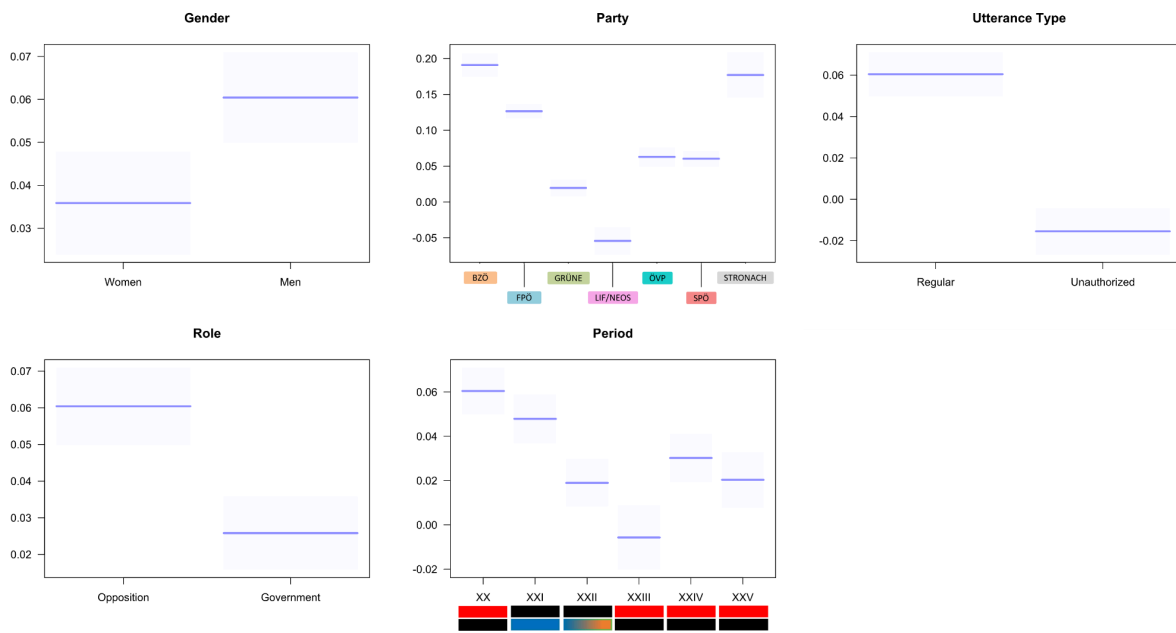 Gender
0.07
0.06
0.05
0.04
0.03
Women
Men
Party
0.20
0.15
0.10
0.05
0.00
-0.05
BZÖ
GRÜNE
ÖVP
STRONACH
FPÖ
LIF/NEOS
SPÖ
Utterance Type
0.06
0.04
0.02
0.00
-0.02
Regular
Unauthorized
Role
0.07
0.06
0.05
0.04
0.03
0.02
Opposition
Government
Period
0.06
0.04
0.02
0.00
-0.02
XX
XXI
XXII
XXIII
XXIV
XXV